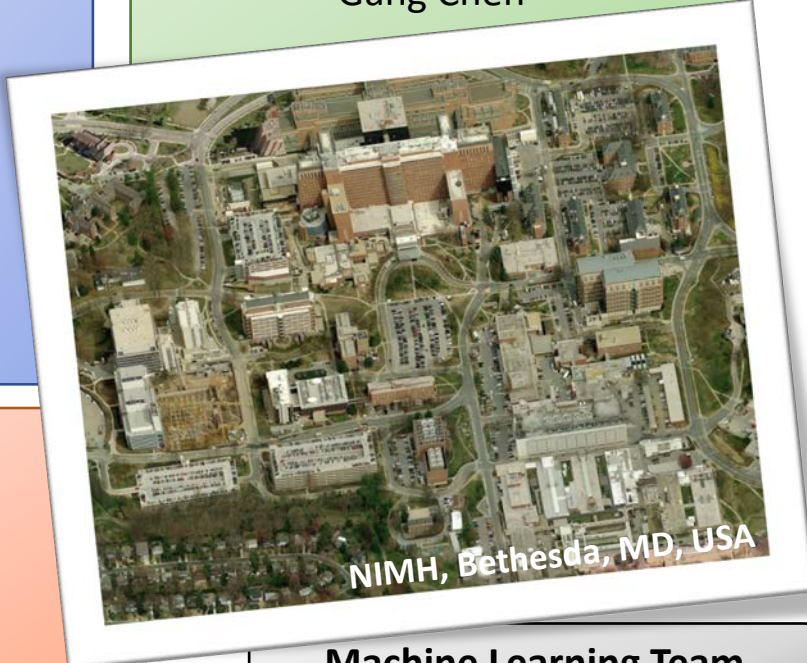 Gang Chen
NIMH, Bethesda, MD, USA
Machine Learning Team